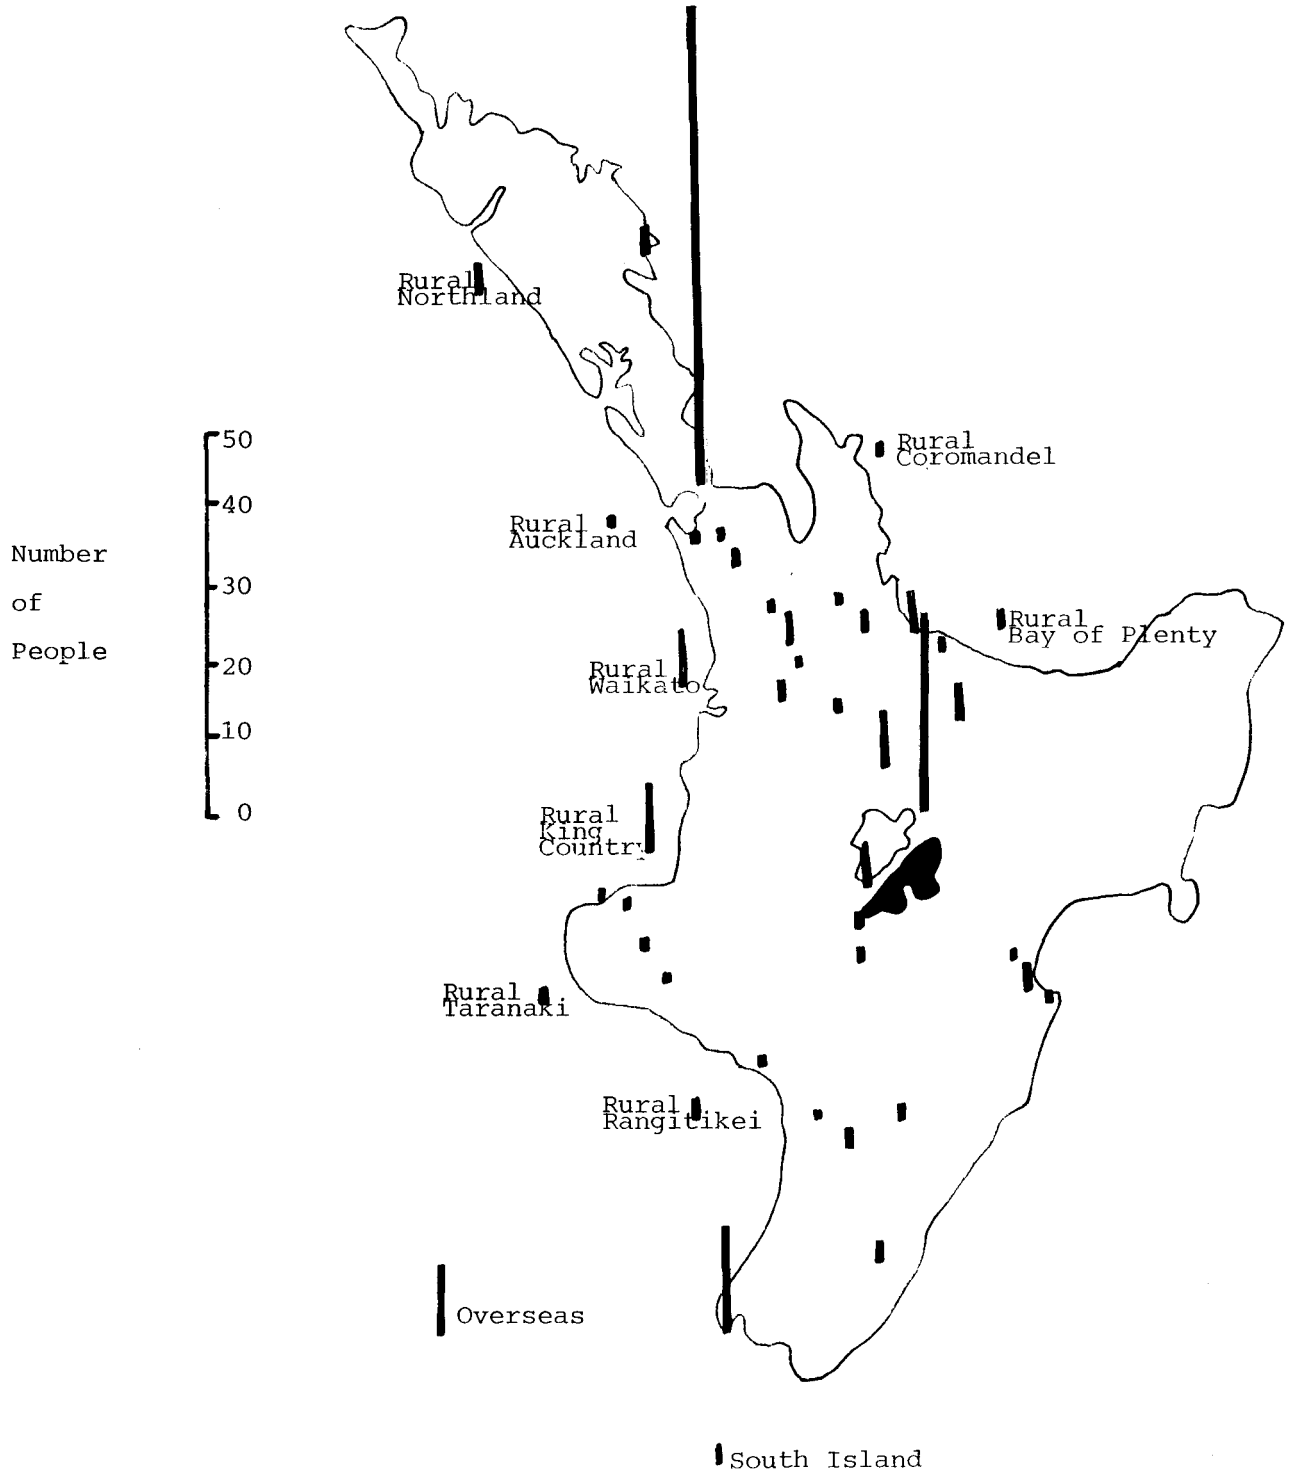 Rural
Northland
50
Rural
Coromandel
40
Rural
Auckland
Number
of
People
30
Rural
Bay of Plenty
20
Rural
Waikato
10
0
Rural
King
Country
Rural
Taranaki
Rural
Rangitikei
Overseas
South Island